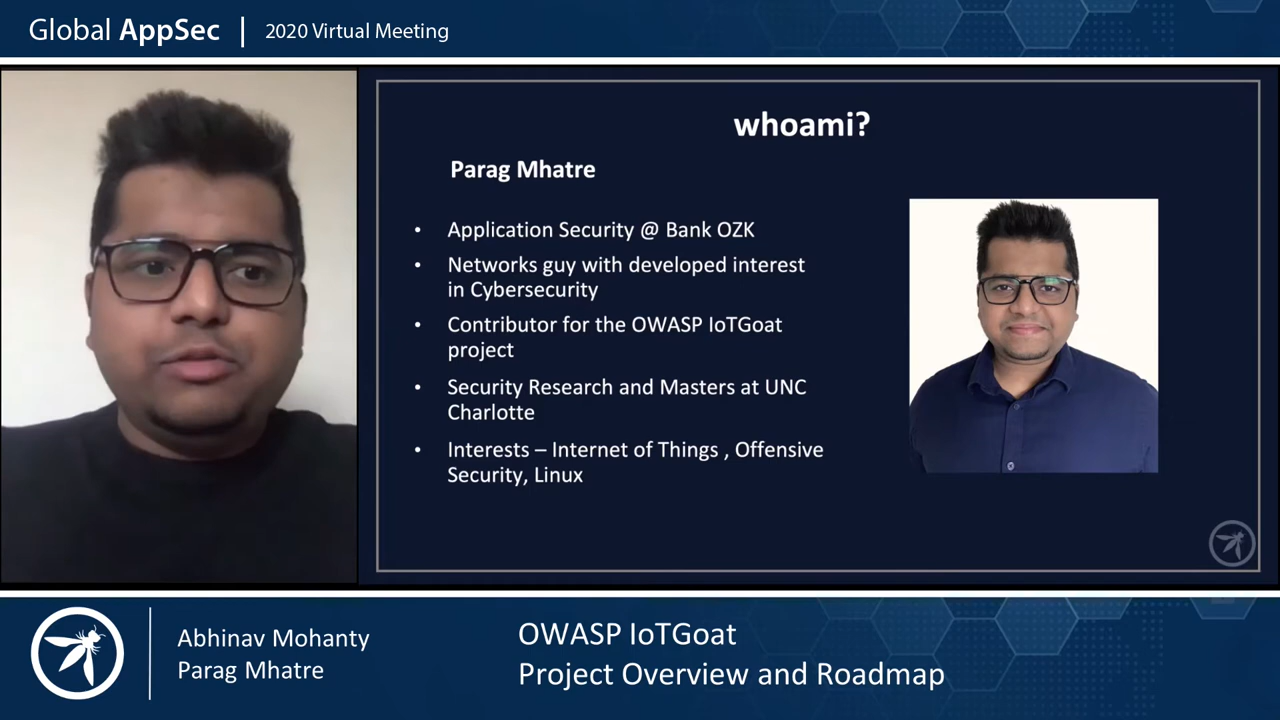 Global AppSec | 2020 Virtual Meeting
whoami?
Parag Mhatre
• Application Security @ Bank OZK
• Networks guy with developed interest
in Cybersecurity
• Contributor for the OWASP IoTGoat
project
• Security Research and Masters at UNC
Charlotte
• Interests – Internet of Things , Offensive
Security, Linux
Abhinav Mohanty
Parag Mhatre
OWASP IoTGoat
Project Overview and Roadmap